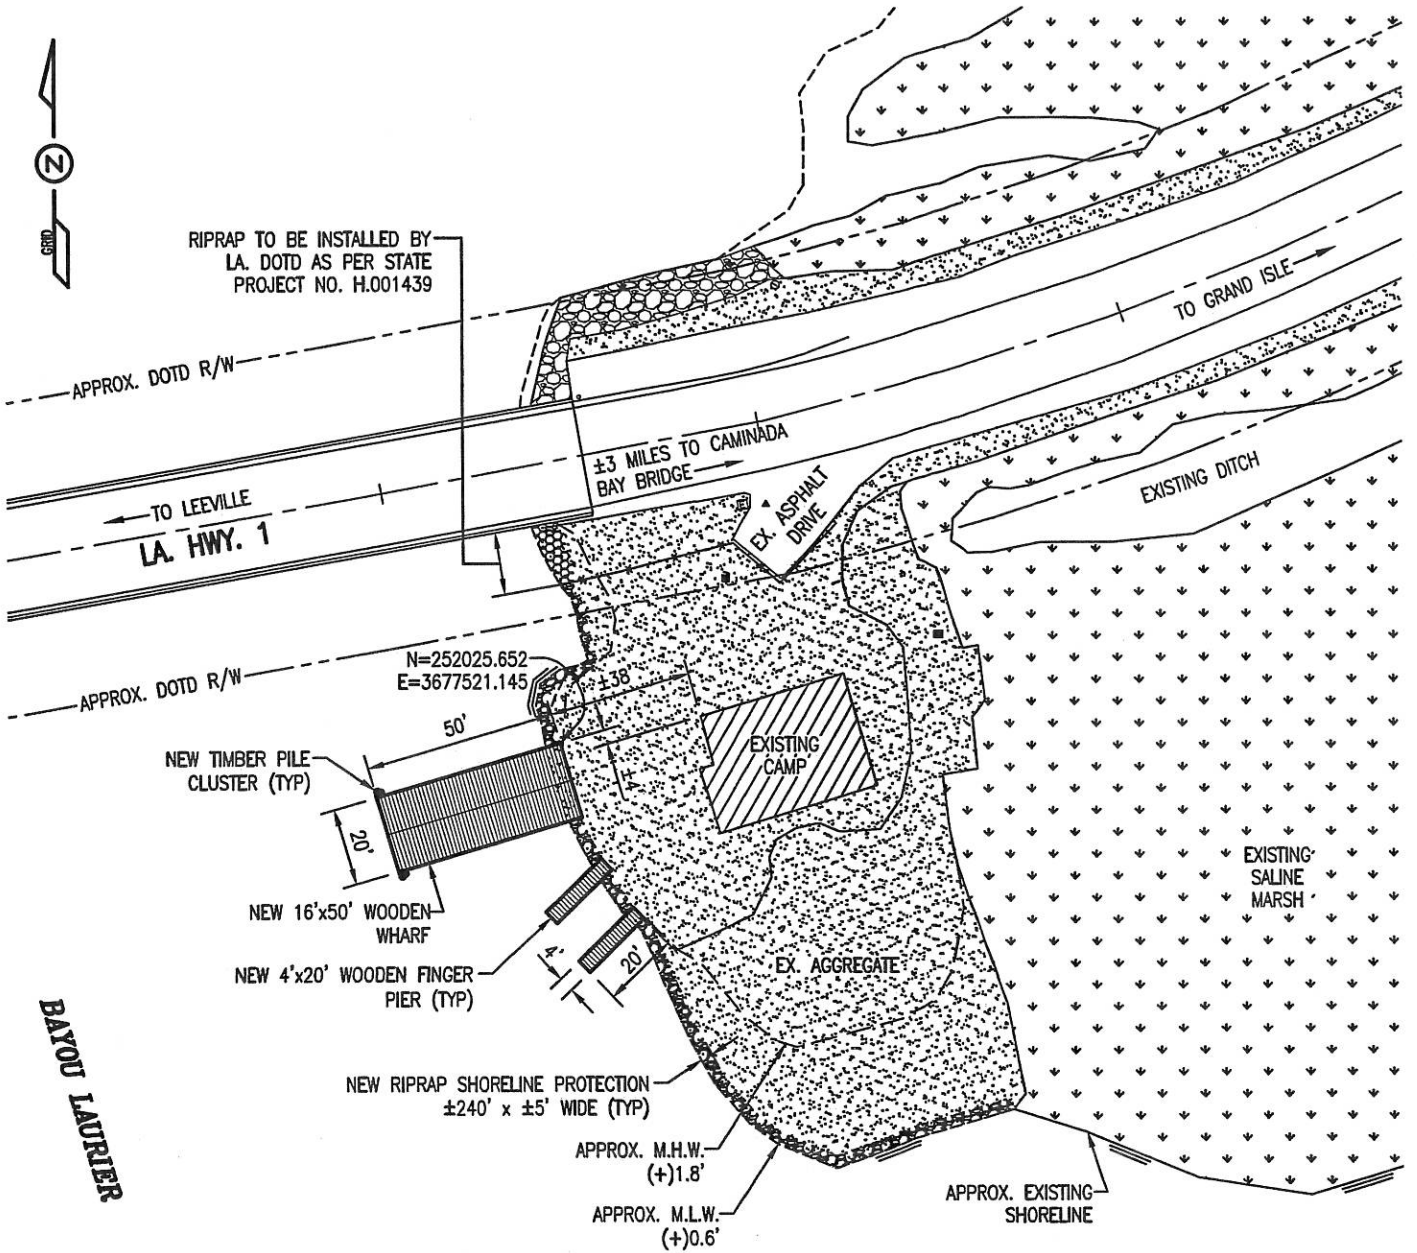 N
GRID
RIPRAP TO BE INSTALLED BY
LA. DOTD AS PER STATE
PROJECT NO. H.001439
TO GRAND ISLE
APPROX. DOTD R/W
±3 MILES TO CAMINADA
BAY BRIDGE
TO LEEVILLE
LA. HWY. 1
EX. ASPHALT
DRIVE
EXISTING DITCH
N=252025.652
E=3677521.145
±38'
APPROX. DOTD R/W
50'
EXISTING
CAMP
NEW TIMBER PILE
CLUSTER (TYP)
±4'
20'
EXISTING
SALINE
MARSH
NEW 16'x50' WOODEN
WHARF
NEW 4'x20' WOODEN FINGER
PIER (TYP)
4'
20'
EX. AGGREGATE
BAYOU LAURIER
NEW RIPRAP SHORELINE PROTECTION
±240' x ±5' WIDE (TYP)
APPROX. M.H.W.
(+)1.8'
APPROX. M.L.W.
(+)0.6'
APPROX. EXISTING
SHORELINE